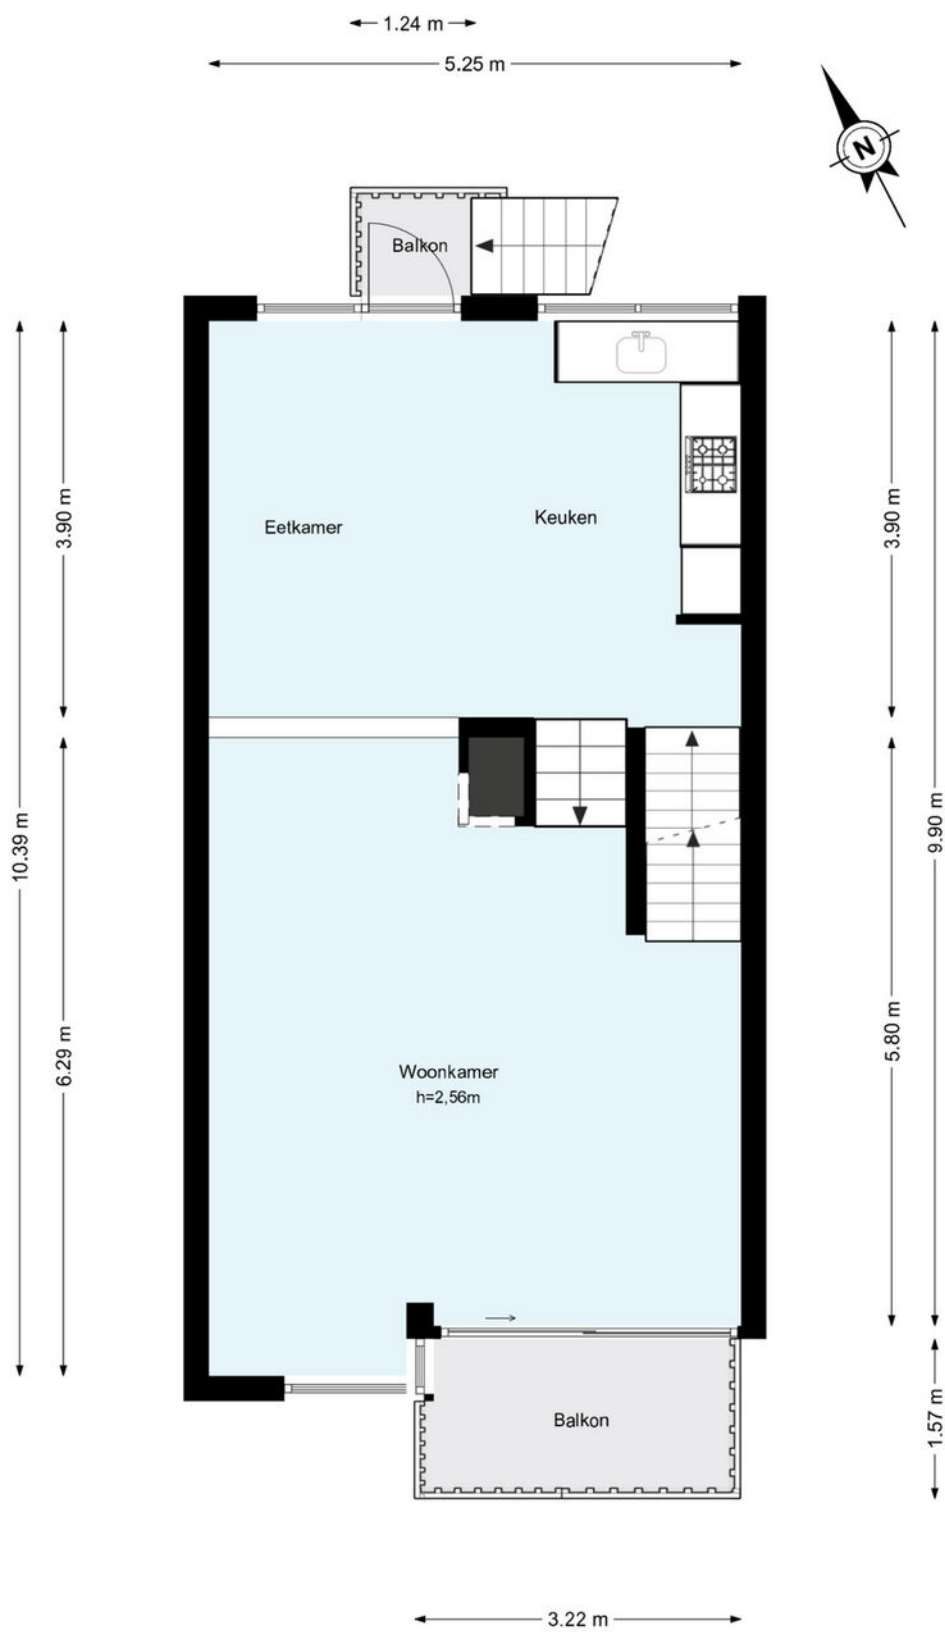 1.24 m
5.25 m
N
Balkon
3.90 m
3.90 m
Eetkamer
Keuken
10.39 m
9.90 m
6.29 m
5.80 m
Woonkamer
h=2,56m
Balkon
1.57 m
3.22 m